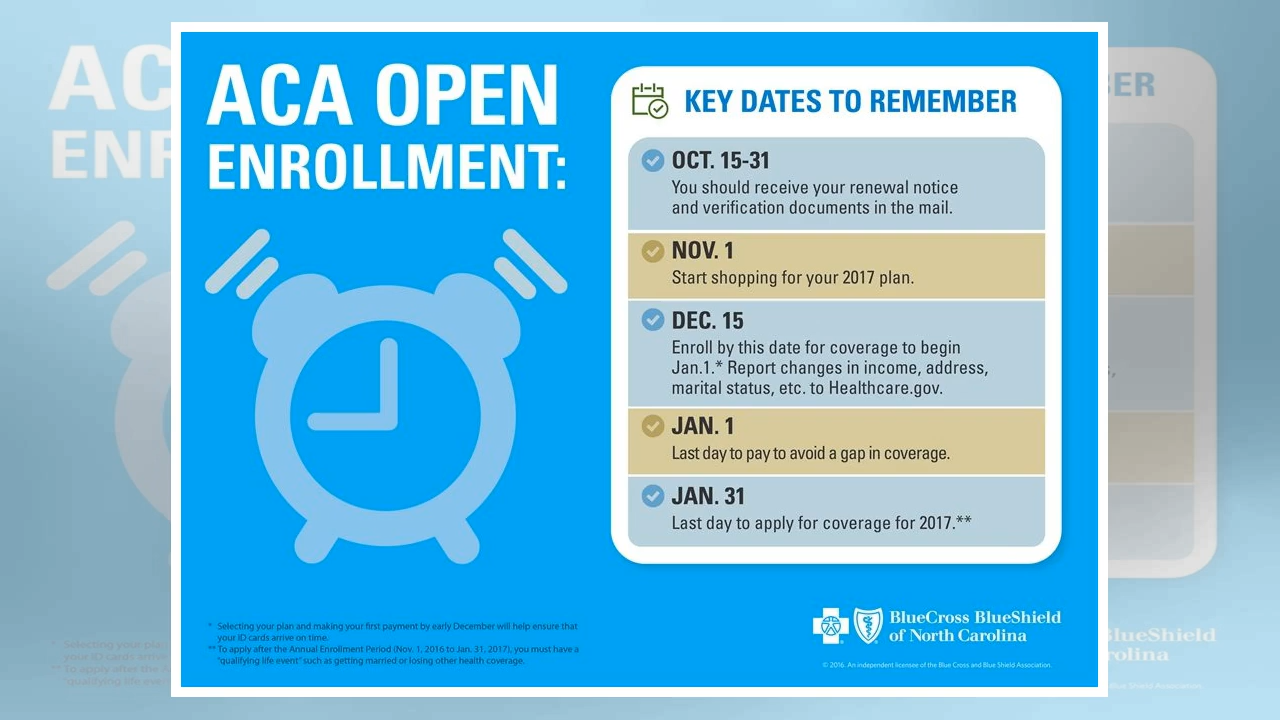 ACA OPEN
ENROLLMENT:
KEY DATES TO REMEMBER
OCT. 15-31
You should receive your renewal notice
and verification documents in the mail.
NOV. 1
Start shopping for your 2017 plan.
DEC. 15
Enroll by this date for coverage to begin
Jan.1.* Report changes in income, address,
marital status, etc. to Healthcare.gov.
JAN. 1
Last day to pay to avoid a gap in coverage.
JAN. 31
Last day to apply for coverage for 2017.**
* Selecting your plan and making your first payment by early December will help ensure that
your ID cards arrive on time.
** To apply after the Annual Enrollment Period (Nov. 1, 2016 to Jan. 31, 2017), you must have a
"qualifying life event" such as getting married or losing other health coverage.
BlueCross BlueShield
of North Carolina
© 2016. An independent licensee of the Blue Cross and Blue Shield Association.